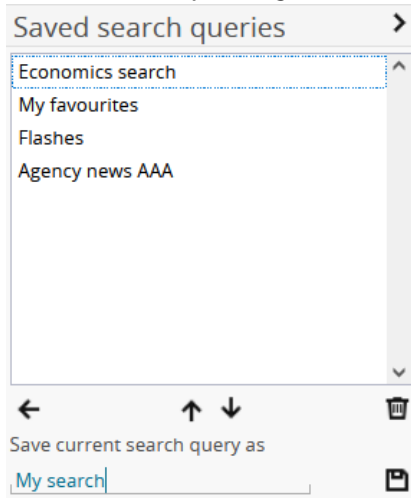 Saved search queries
Economics search
My favourites
Flashes
Agency news AAA
Save current search query as
My search